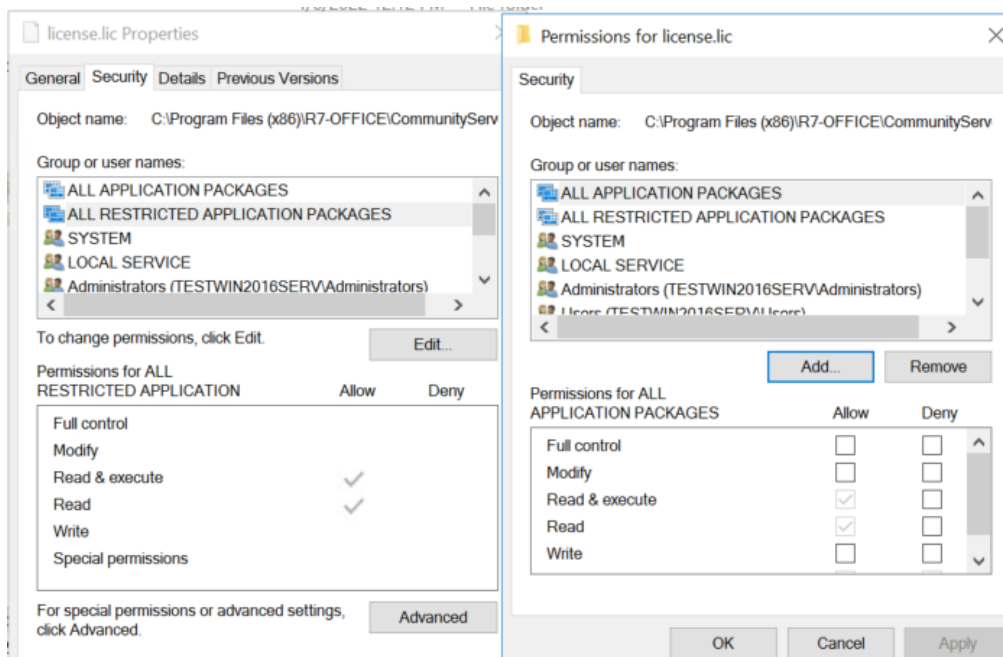 license.lic Properties
General Security Details Previous Versions
Object name: C:\Program Files (x86)\R7-OFFICE\CommunityServ
Group or user names:
ALL APPLICATION PACKAGES
ALL RESTRICTED APPLICATION PACKAGES
SYSTEM
LOCAL SERVICE
Administrators (TESTWIN2016SERV\Administrators)
To change permissions, click Edit.
Edit...
Permissions for ALL
RESTRICTED APPLICATION Allow Deny
Full control
Modify
Read & execute
Read
Write
Special permissions
For special permissions or advanced settings,
click Advanced.
Advanced
Permissions for license.lic
Security
Object name: C:\Program Files (x86)\R7-OFFICE\CommunityServ
Group or user names:
ALL APPLICATION PACKAGES
ALL RESTRICTED APPLICATION PACKAGES
SYSTEM
LOCAL SERVICE
Administrators (TESTWIN2016SERV\Administrators)
Users (TESTWIN2016SERV\Users)
Add... Remove
Permissions for ALL
APPLICATION PACKAGES Allow Deny
Full control
Modify
Read & execute
Read
Write
OK Cancel Apply